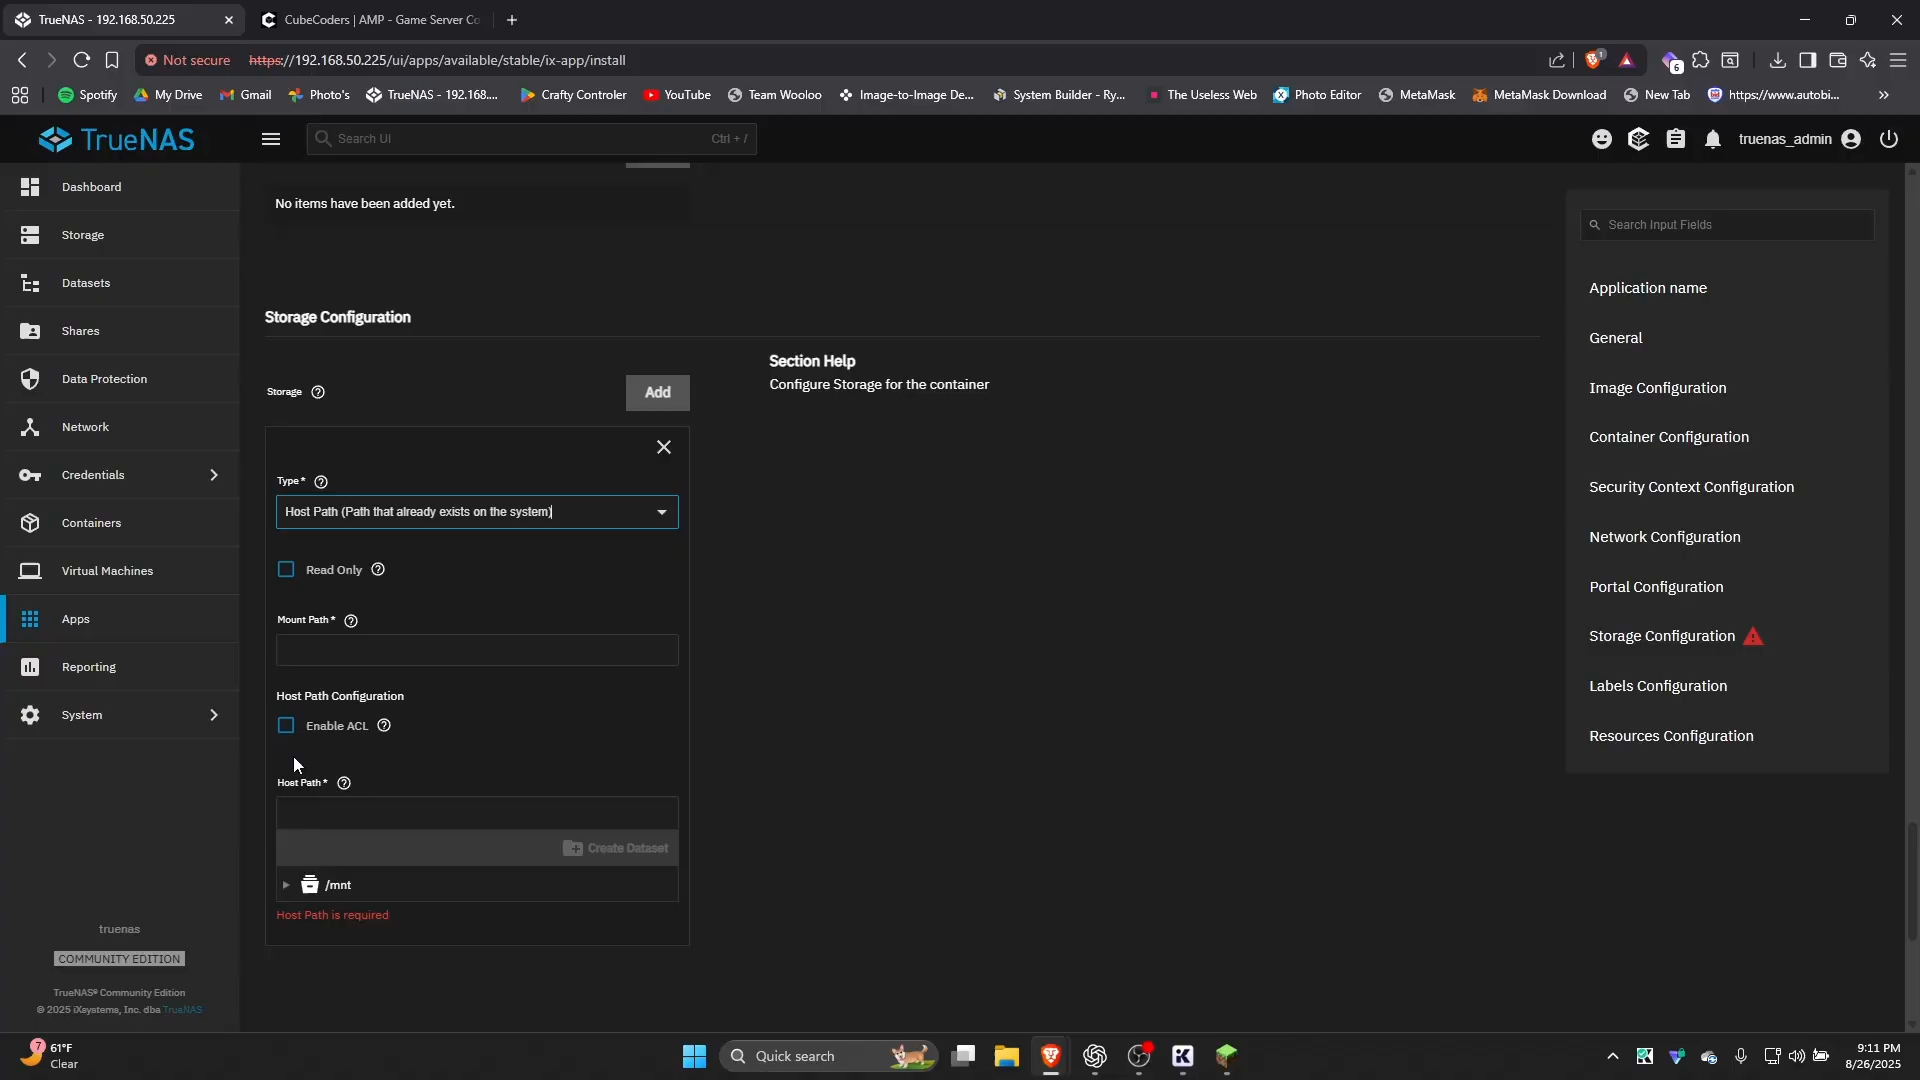 TrueNAS - 192.168.50.225
CubeCoders | AMP - Game Server Co
Not secure
https://192.168.50.225/ui/apps/available/stable/ix-app/install
1
6
Spotify
My Drive
Gmail
Photo's
TrueNAS - 192.168....
Crafty Controler
YouTube
Team Wooloo
Image-to-Image De...
System Builder - Ry...
The Useless Web
Photo Editor
MetaMask
MetaMask Download
New Tab
https://www.autobi...
TrueNAS
Search UI
Ctrl + /
truenas_admin
Dashboard
Storage
Datasets
Shares
Data Protection
Network
Credentials
Containers
Virtual Machines
Apps
Reporting
System
truenas
COMMUNITY EDITION
TrueNAS® Community Edition
© 2025 iXsystems, Inc. dba TrueNAS
No items have been added yet.
Storage Configuration
Storage
Add
Section Help
Configure Storage for the container
Type *
Host Path (Path that already exists on the system)
Read Only
Mount Path *
Host Path Configuration
Enable ACL
Host Path *
Create Dataset
/mnt
Host Path is required
Search Input Fields
Application name
General
Image Configuration
Container Configuration
Security Context Configuration
Network Configuration
Portal Configuration
Storage Configuration
Labels Configuration
Resources Configuration
7
61°F
Clear
Quick search
9:11 PM
8/26/2025